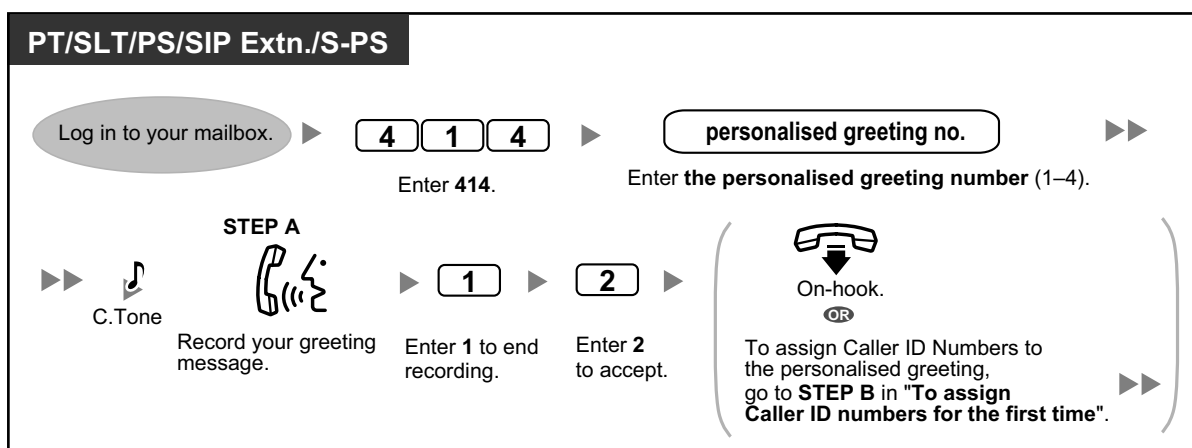 PT/SLT/PS/SIP Extn./S-PS
Log in to your mailbox.
4 1 4
Enter 414.
personalised greeting no.
Enter the personalised greeting number (1–4).
C.Tone
STEP A
Record your greeting
message.
1
Enter 1 to end
recording.
2
Enter 2
to accept.
On-hook.
OR
To assign Caller ID Numbers to
the personalised greeting,
go to STEP B in "To assign
Caller ID numbers for the first time".